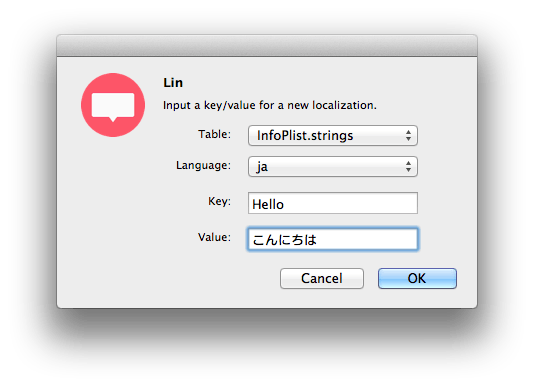 Lin
Input a key/value for a new localization.
Table: InfoPlist.strings
Language: ja
Key: Hello
Value: こんにちは
Cancel OK